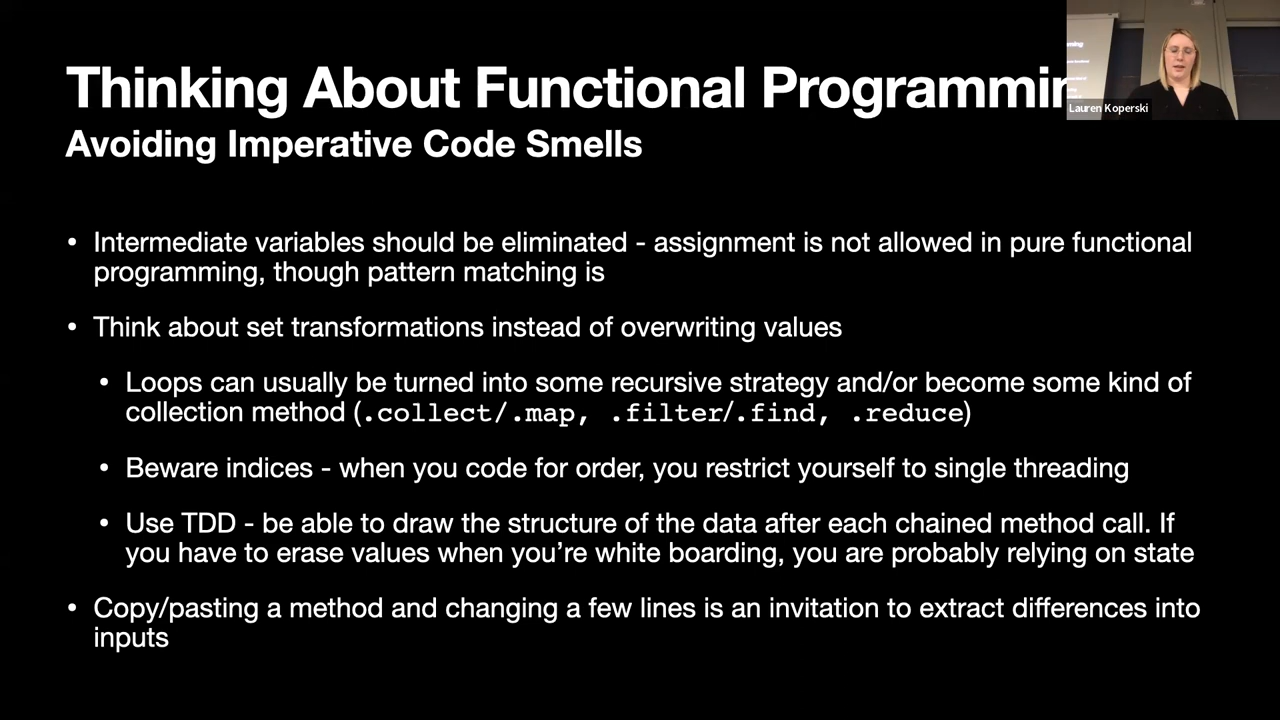 Thinking About Functional Programmin
Avoiding Imperative Code Smells
Lauren Koperski
• Intermediate variables should be eliminated - assignment is not allowed in pure functional
programming, though pattern matching is
• Think about set transformations instead of overwriting values
• Loops can usually be turned into some recursive strategy and/or become some kind of
collection method (.collect/.map, .filter/.find, .reduce)
• Beware indices - when you code for order, you restrict yourself to single threading
• Use TDD - be able to draw the structure of the data after each chained method call. If
you have to erase values when you’re white boarding, you are probably relying on state
• Copy/pasting a method and changing a few lines is an invitation to extract differences into
inputs